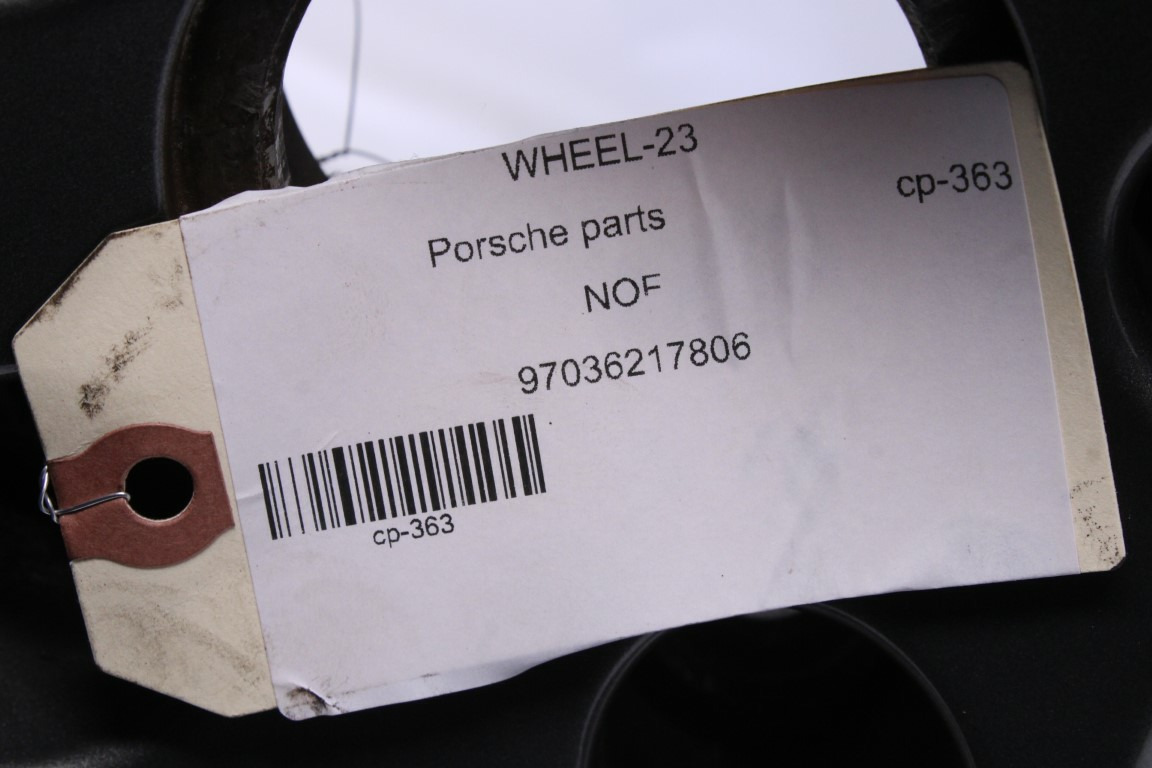 WHEEL-23
cp-363
Porsche parts
NOF
97036217806
cp-363